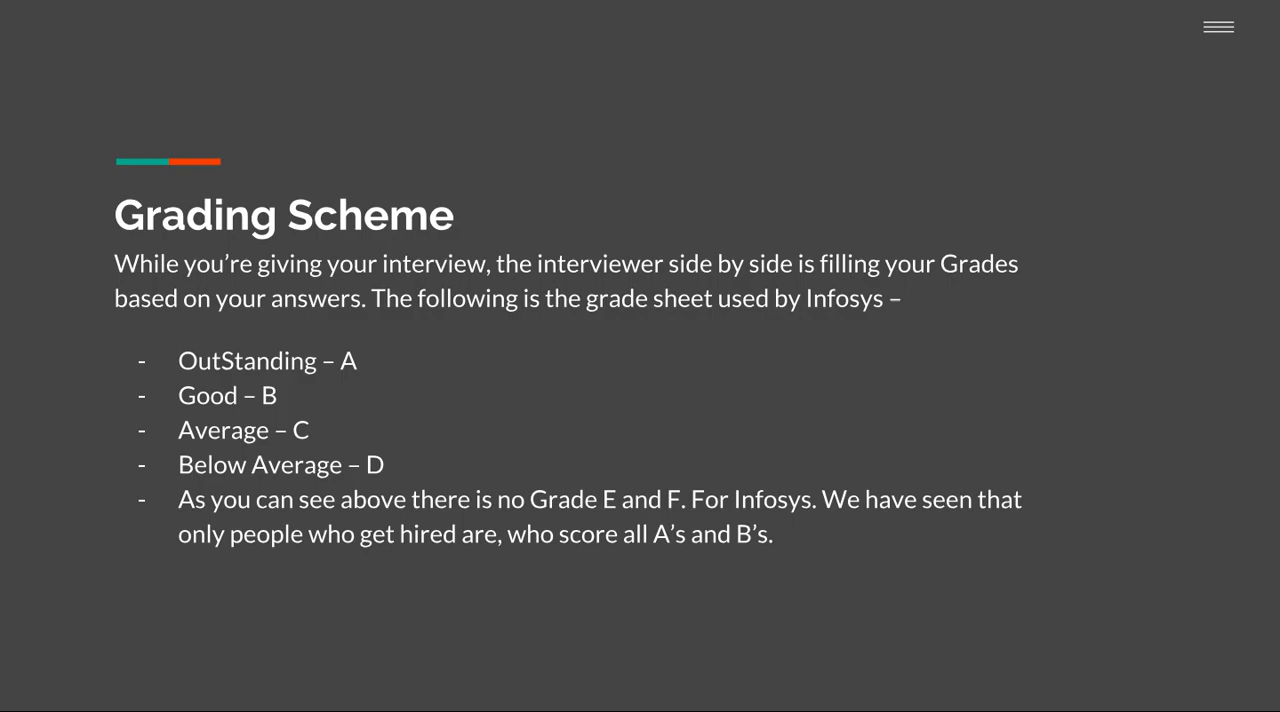 Grading Scheme
While you’re giving your interview, the interviewer side by side is filling your Grades
based on your answers. The following is the grade sheet used by Infosys –
- OutStanding – A
- Good – B
- Average – C
- Below Average – D
- As you can see above there is no Grade E and F. For Infosys. We have seen that
only people who get hired are, who score all A’s and B’s.